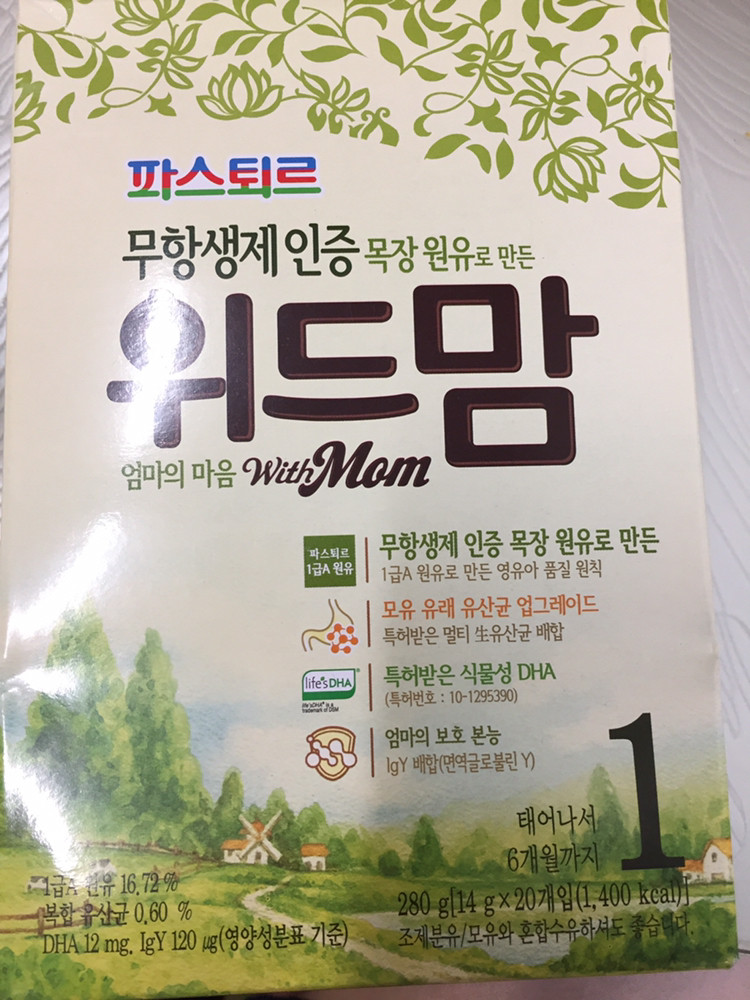 파스퇴르
무항생제 인증 목장 원유로 만든
위드맘
엄마의 마음 With Mom
파스퇴르
1급A 원유
무항생제 인증 목장 원유로 만든
1급A 원유로 만든 영유아 품질 원칙
모유 유래 유산균 업그레이드
특허받은 멀티 生유산균 배합
life'sDHA
life'sDHA® is a
trademark of DSM
특허받은 식물성 DHA
(특허번호 : 10-1295390)
엄마의 보호 본능
IgY 배합(면역글로불린 Y)
태어나서
6개월까지
1
1급A 원유 16.72 %
복합 유산균 0.60 %
DHA 12 mg, IgY 120 ㎍(영양성분표 기준)
280 g[14 g×20개입(1,400 kcal)]
조제분유/모유와 혼합수유하셔도 좋습니다.